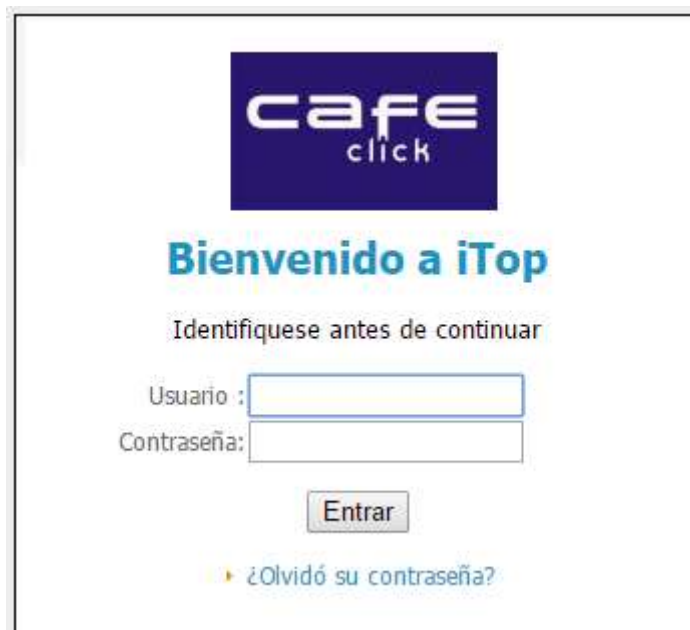 cafe
click
Bienvenido a iTop
Identifiquese antes de continuar
Usuario :
Contraseña:
Entrar
¿Olvidó su contraseña?